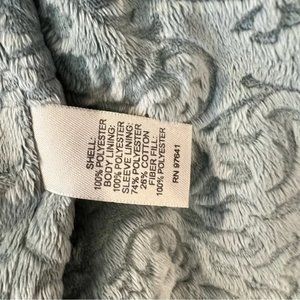 SHELL:
100% POLYESTER
BODY LINING:
100% POLYESTER
SLEEVE LINING:
74% POLYESTER
26% COTTON
FIBER FILL:
100% POLYESTER
RN 97641